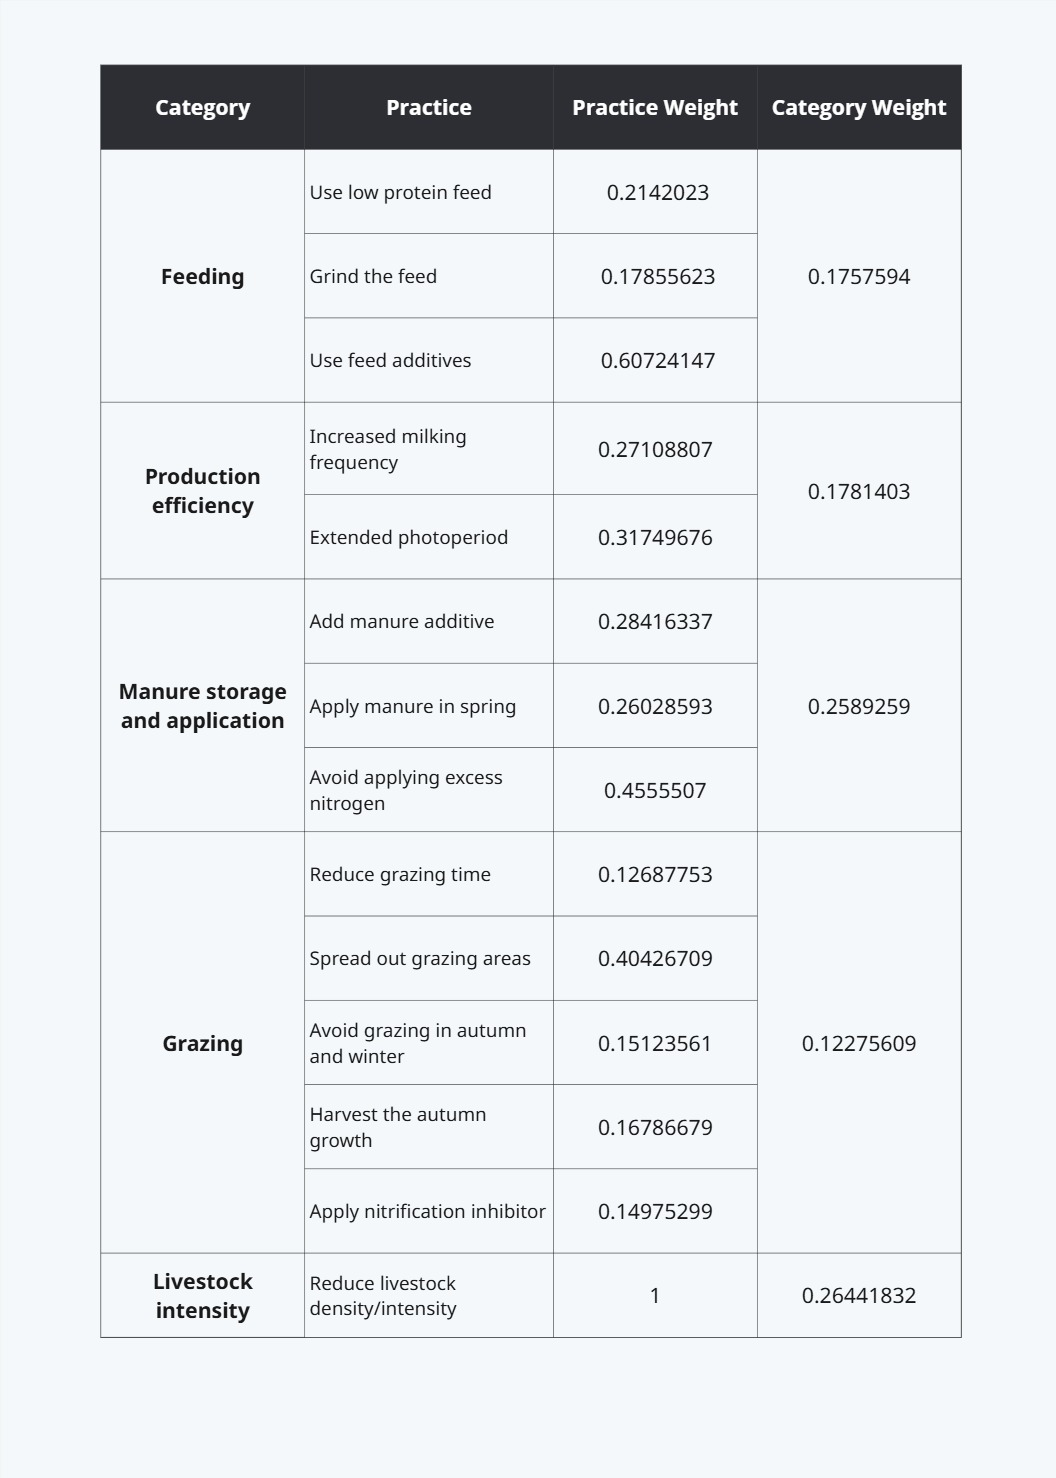 Category Practice Practice Weight Category Weight
Feeding
Use low protein feed 0.2142023
Grind the feed 0.17855623
Use feed additives 0.60724147
0.1757594
Production
efficiency
Increased milking
frequency
0.27108807
Extended photoperiod 0.31749676
0.1781403
Manure storage
and application
Add manure additive 0.28416337
Apply manure in spring 0.26028593
Avoid applying excess
nitrogen
0.4555507
0.2589259
Grazing
Reduce grazing time 0.12687753
Spread out grazing areas 0.40426709
Avoid grazing in autumn
and winter
0.15123561
Harvest the autumn
growth
0.16786679
Apply nitrification inhibitor 0.14975299
0.12275609
Livestock
intensity
Reduce livestock
density/intensity
1
0.26441832